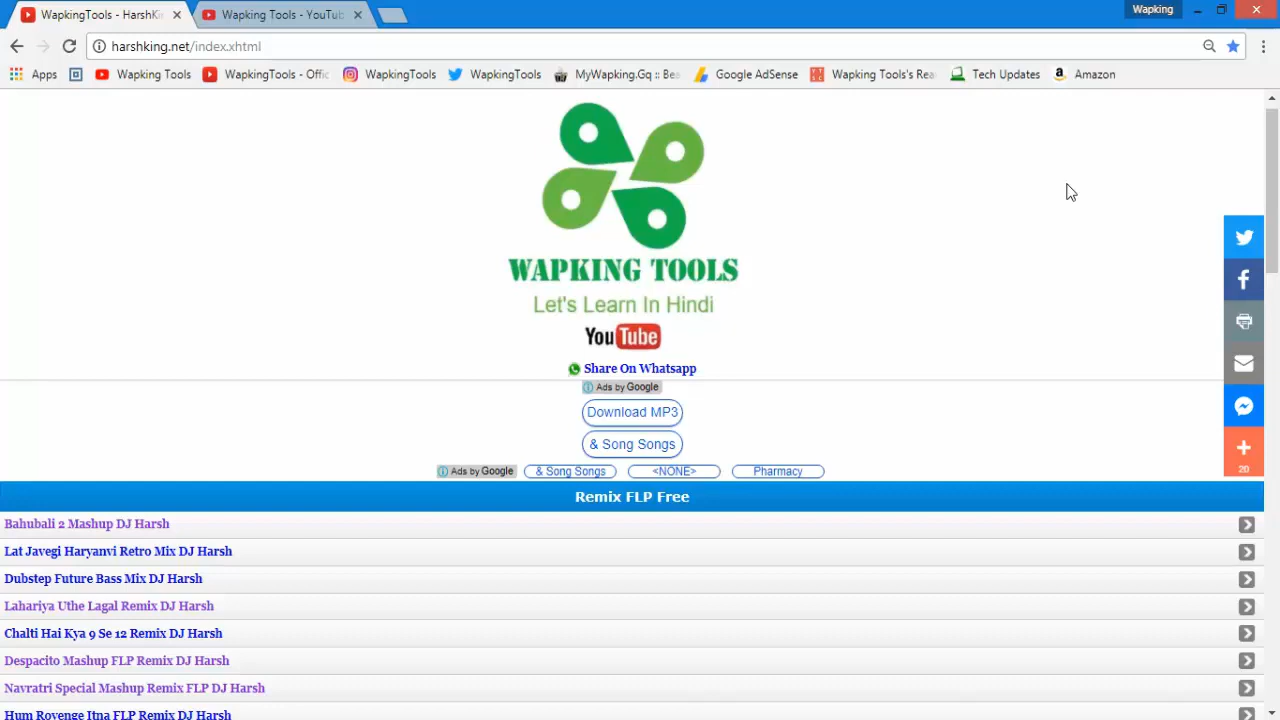 WapkingTools - HarshKin
Wapking Tools - YouTub
Wapking
harshking.net/index.xhtml
Apps
Wapking Tools
WapkingTools - Offic
WapkingTools
WapkingTools
MyWapking.Gq :: Bes
Google AdSense
Wapking Tools's Rea
Tech Updates
Amazon
WAPKING TOOLS
Let's Learn In Hindi
YouTube
Share On Whatsapp
Ads by Google
Download MP3
& Song Songs
Ads by Google & Song Songs <NONE> Pharmacy
20
Remix FLP Free
Bahubali 2 Mashup DJ Harsh
Lat Javegi Haryanvi Retro Mix DJ Harsh
Dubstep Future Bass Mix DJ Harsh
Lahariya Uthe Lagal Remix DJ Harsh
Chalti Hai Kya 9 Se 12 Remix DJ Harsh
Despacito Mashup FLP Remix DJ Harsh
Navratri Special Mashup Remix FLP DJ Harsh
Hum Rovenge Itna FLP Remix DJ Harsh